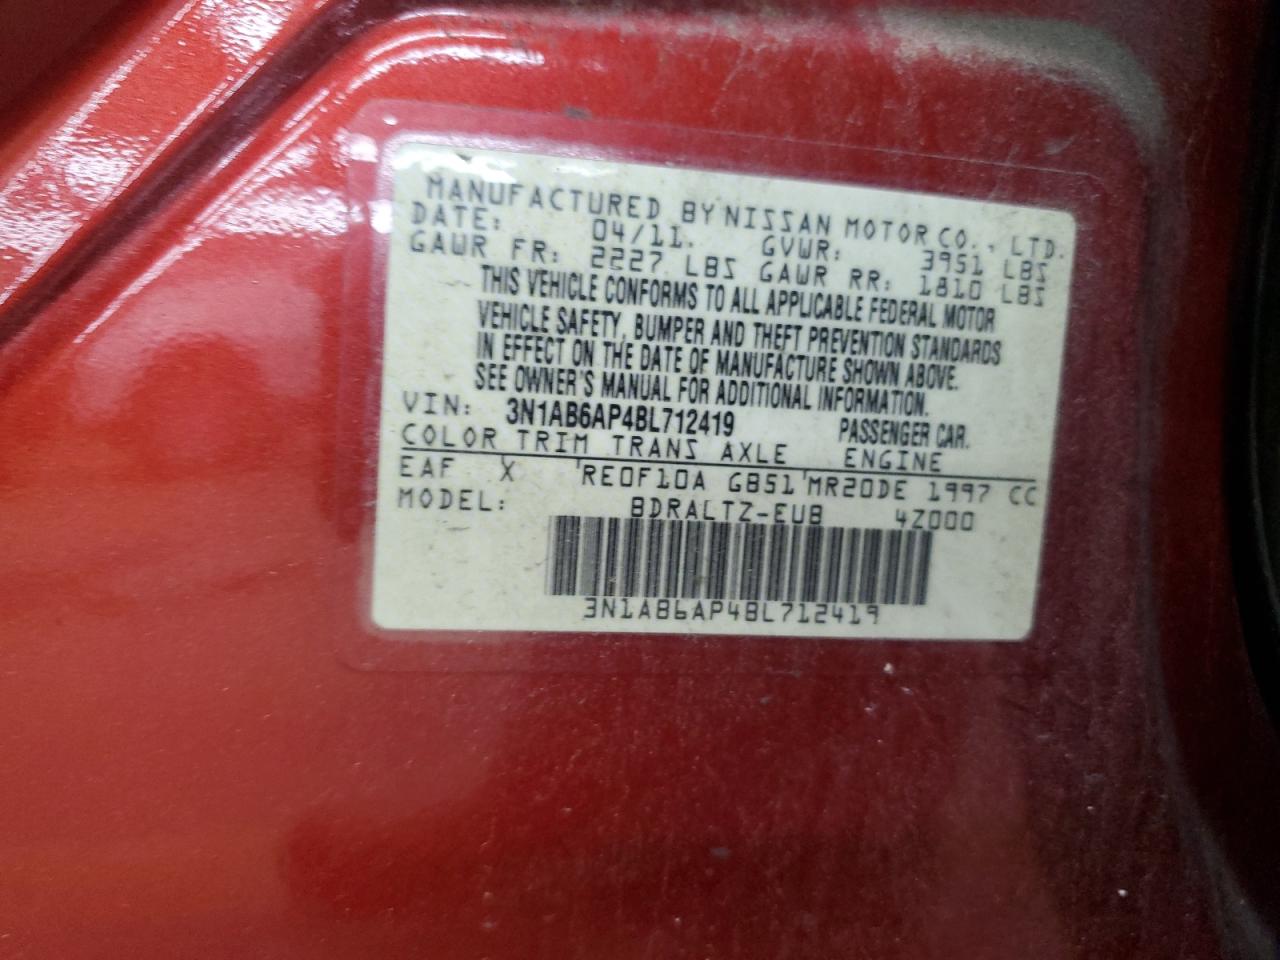 MANUFACTURED BY NISSAN MOTOR CO., LTD.
DATE: 04/11. GVWR: 3951 LBS
GAWR FR: 2227 LBS GAWR RR: 1810 LBS
THIS VEHICLE CONFORMS TO ALL APPLICABLE FEDERAL MOTOR
VEHICLE SAFETY, BUMPER AND THEFT PREVENTION STANDARDS
IN EFFECT ON THE DATE OF MANUFACTURE SHOWN ABOVE.
SEE OWNER'S MANUAL FOR ADDITIONAL INFORMATION.
VIN: 3N1AB6AP4BL712419 PASSENGER CAR.
COLOR TRIM TRANS AXLE ENGINE
EAF X RE0F10A GB51 MR20DE 1997 CC
MODEL: BDRALTZ-EUB 4Z000
3N1AB6AP4BL712419